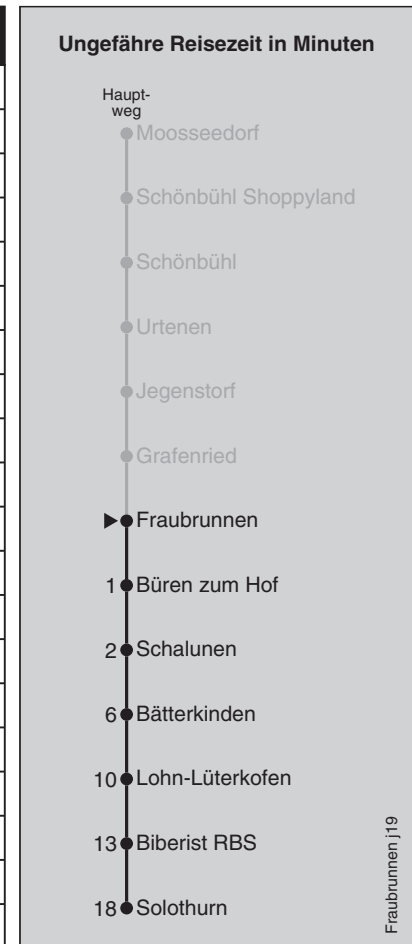 Ungefähre Reisezeit in Minuten
Haupt-
weg
Moosseedorf
Schönbühl Shoppyland
Schönbühl
Urtenen
Jegenstorf
Grafenried
Fraubrunnen
1 Büren zum Hof
2 Schalunen
6 Bätterkinden
10 Lohn-Lüterkofen
13 Biberist RBS
18 Solothurn
Fraubrunnen j19